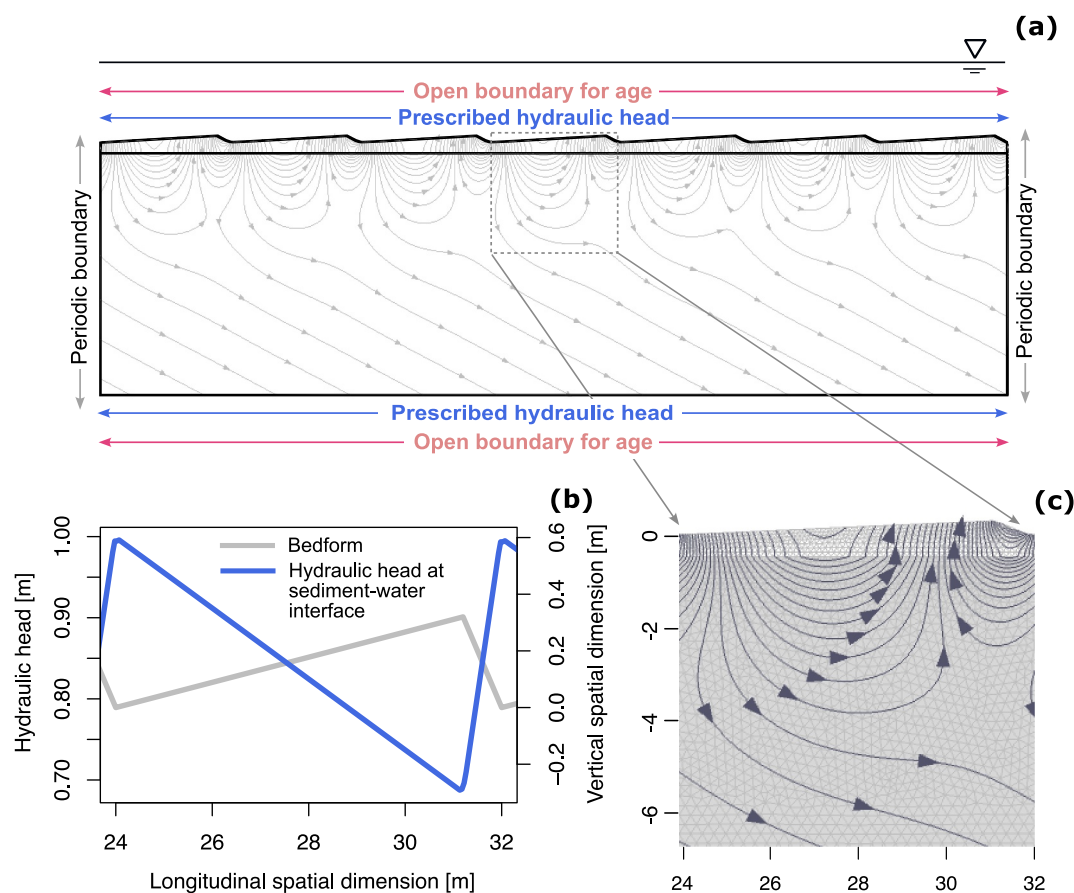 (a)
Open boundary for age
Prescribed hydraulic head
Periodic boundary
Periodic boundary
Prescribed hydraulic head
Open boundary for age
(b)
Bedform
Hydraulic head at
sediment-water
interface
Hydraulic head [m]
1.00
0.90
0.80
0.70
0.6
0.4
0.2
0.0
−0.2
Vertical spatial dimension [m]
24 26 28 30 32
Longitudinal spatial dimension [m]
(c)
0
-2
-4
-6
24 26 28 30 32